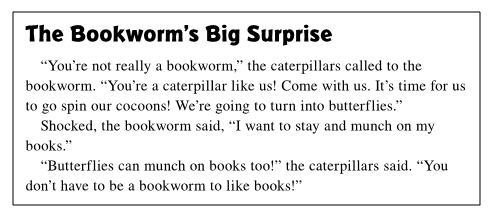 The Bookworm's Big Surprise
“You're not really a bookworm,” the caterpillars called to the
bookworm. “You're a caterpillar like us! Come with us. It's time for us
to go spin our cocoons! We're going to turn into butterflies.”
Shocked, the bookworm said, “I want to stay and munch on my
books.”
“Butterflies can munch on books too!” the caterpillars said. “You
don't have to be a bookworm to like books!”